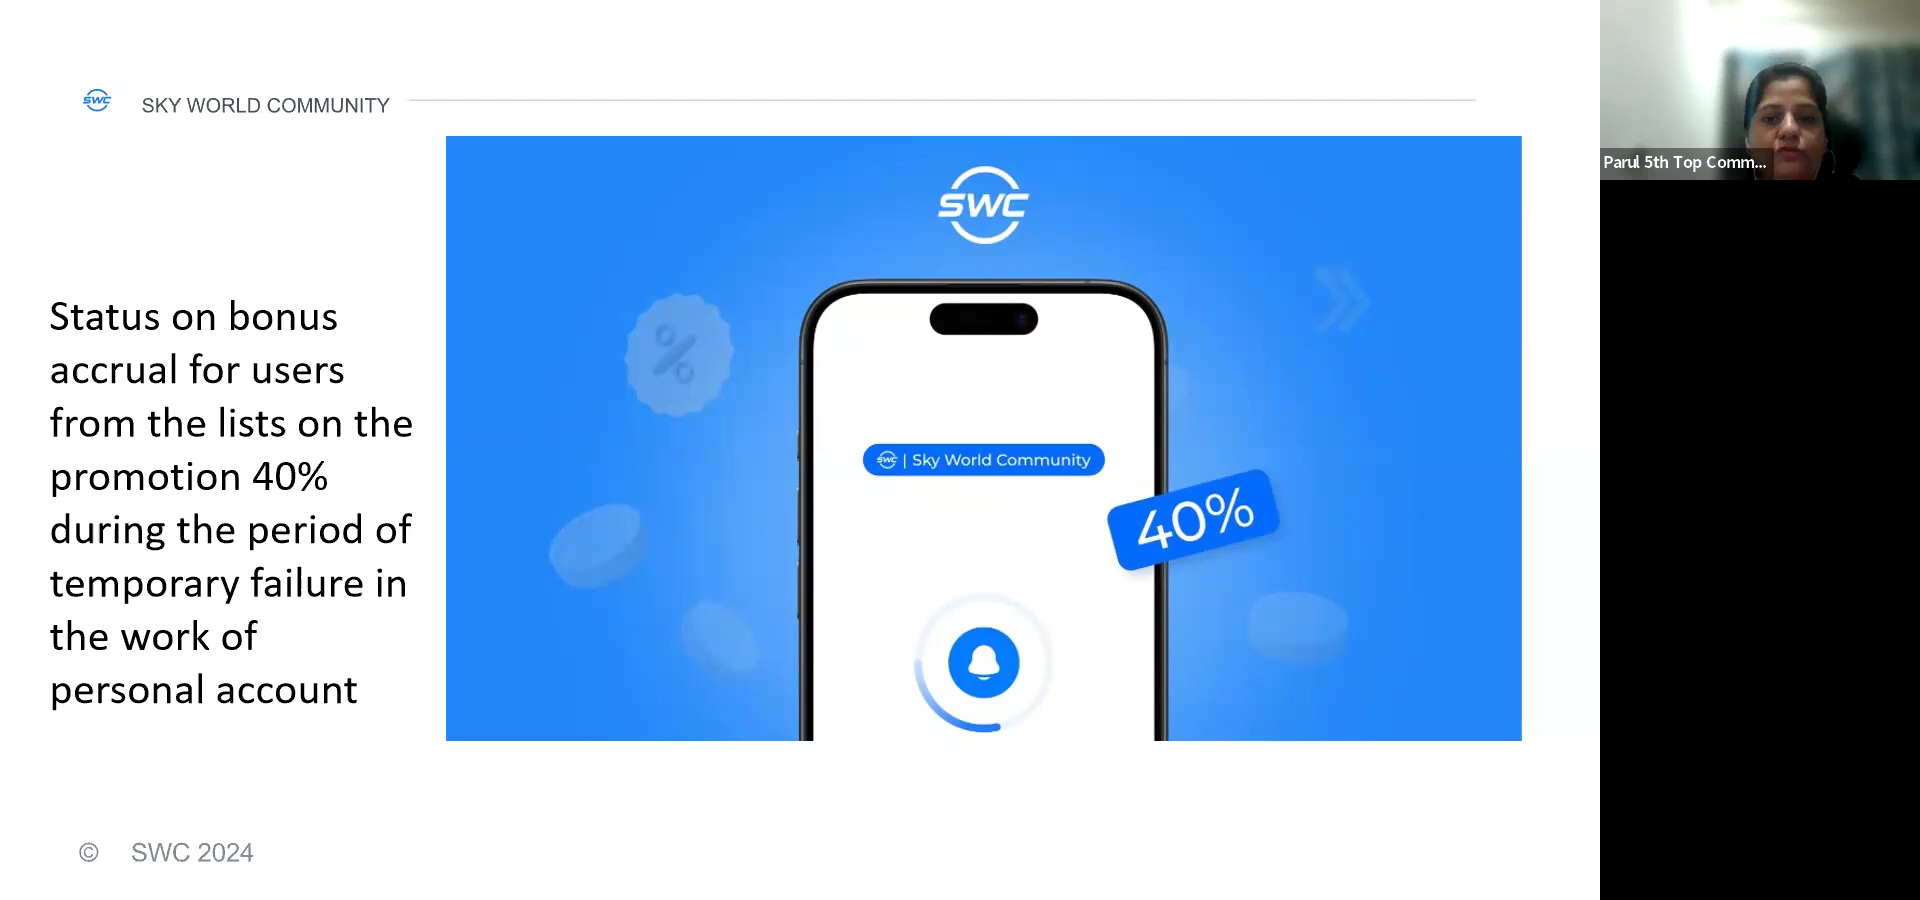 SWC SKY WORLD COMMUNITY
Status on bonus
accrual for users
from the lists on the
promotion 40%
during the period of
temporary failure in
the work of
personal account
SWC
%
SWC | Sky World Community
40%
© SWC 2024
Parul 5th Top Comm...